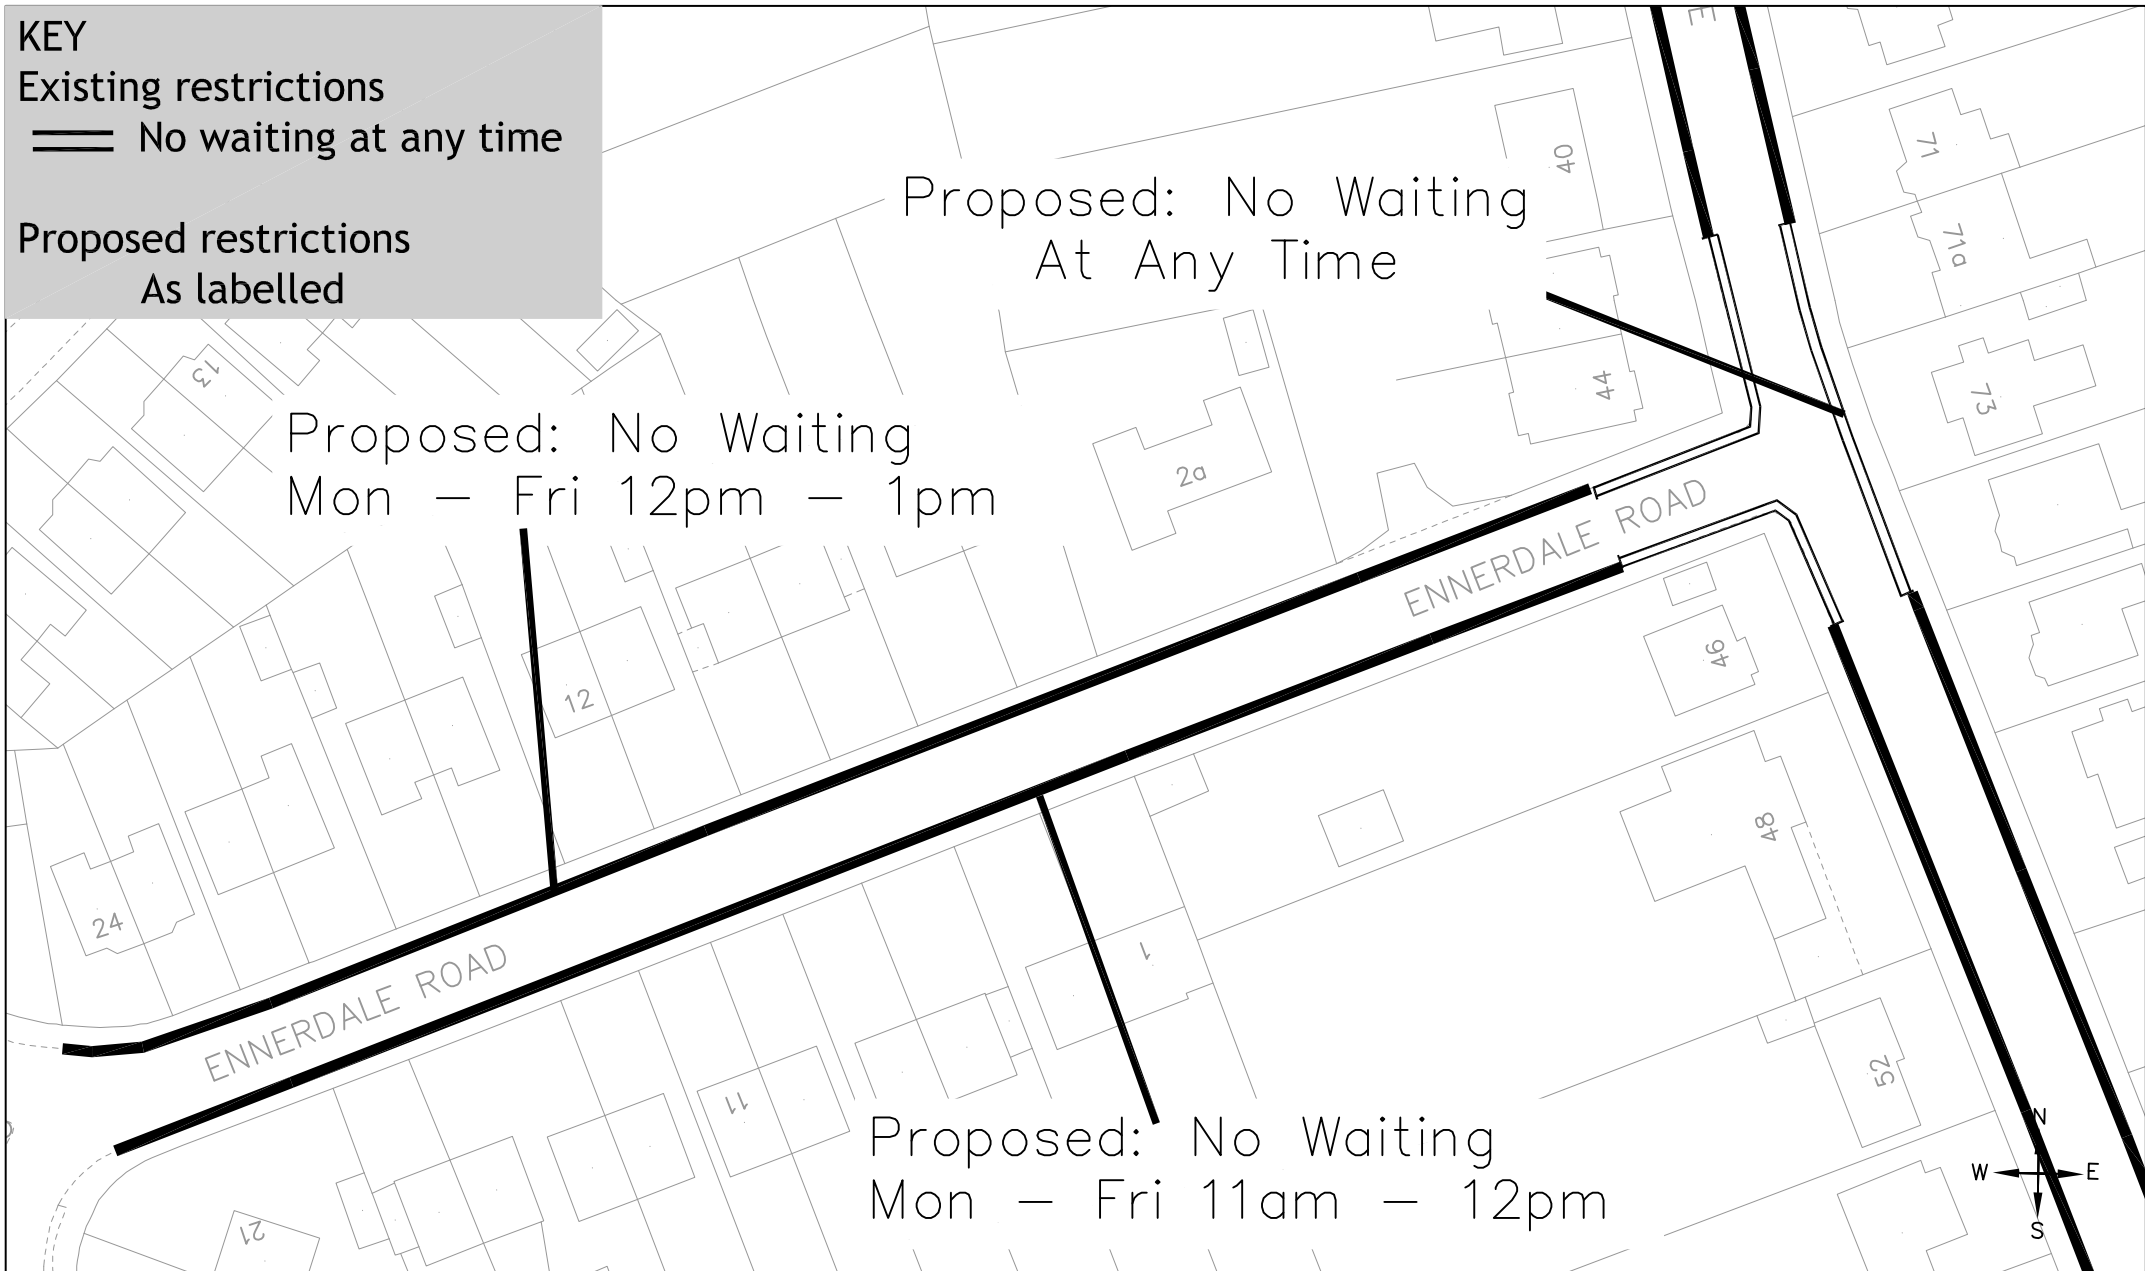 KEY
Existing restrictions
No waiting at any time
Proposed restrictions
As labelled
E
Proposed: No Waiting
At Any Time
40
71
71a
13
44
73
Proposed: No Waiting
Mon - Fri 12pm - 1pm
2a
ENNERDALE ROAD
46
12
48
24
1
ENNERDALE ROAD
52
11
Proposed: No Waiting
Mon - Fri 11am - 12pm
21
N
W E
S